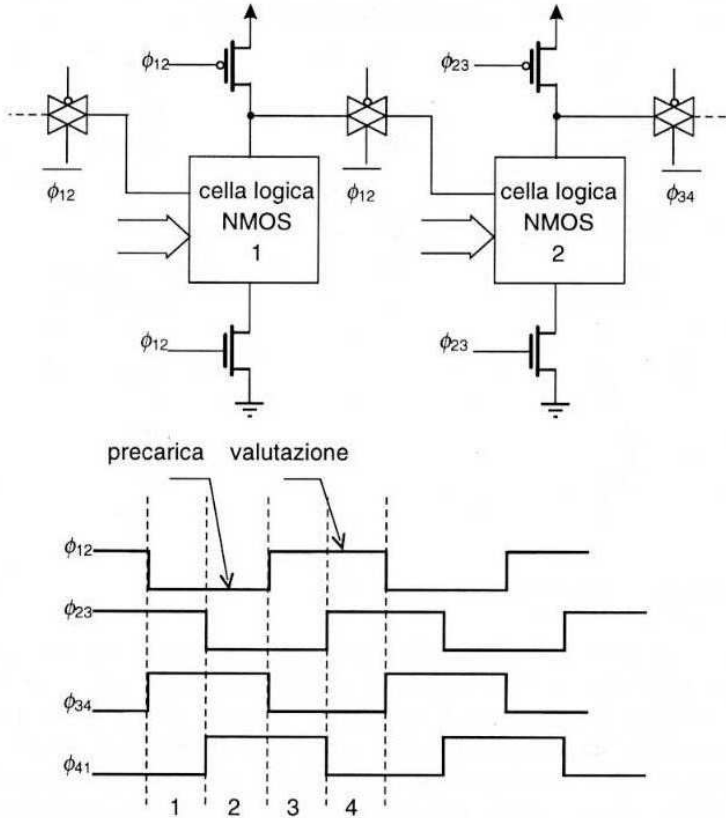 ϕ12
ϕ23
ϕ12
ϕ12
ϕ34
cella logica
NMOS
1
cella logica
NMOS
2
ϕ12
ϕ23
precarica
valutazione
ϕ12
ϕ23
ϕ34
ϕ41
1
2
3
4